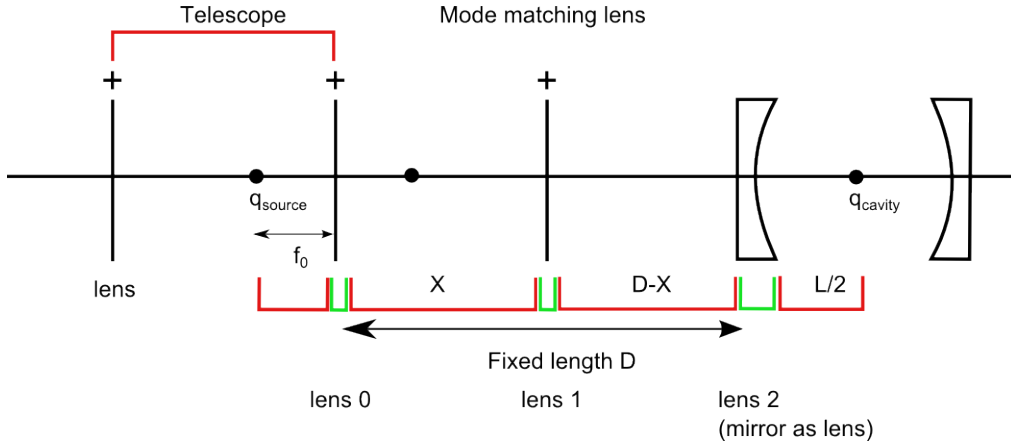 Telescope
Mode matching lens
+
+
+
q_source
q_cavity
f_0
lens
X
D-X
L/2
Fixed length D
lens 0
lens 1
lens 2
(mirror as lens)